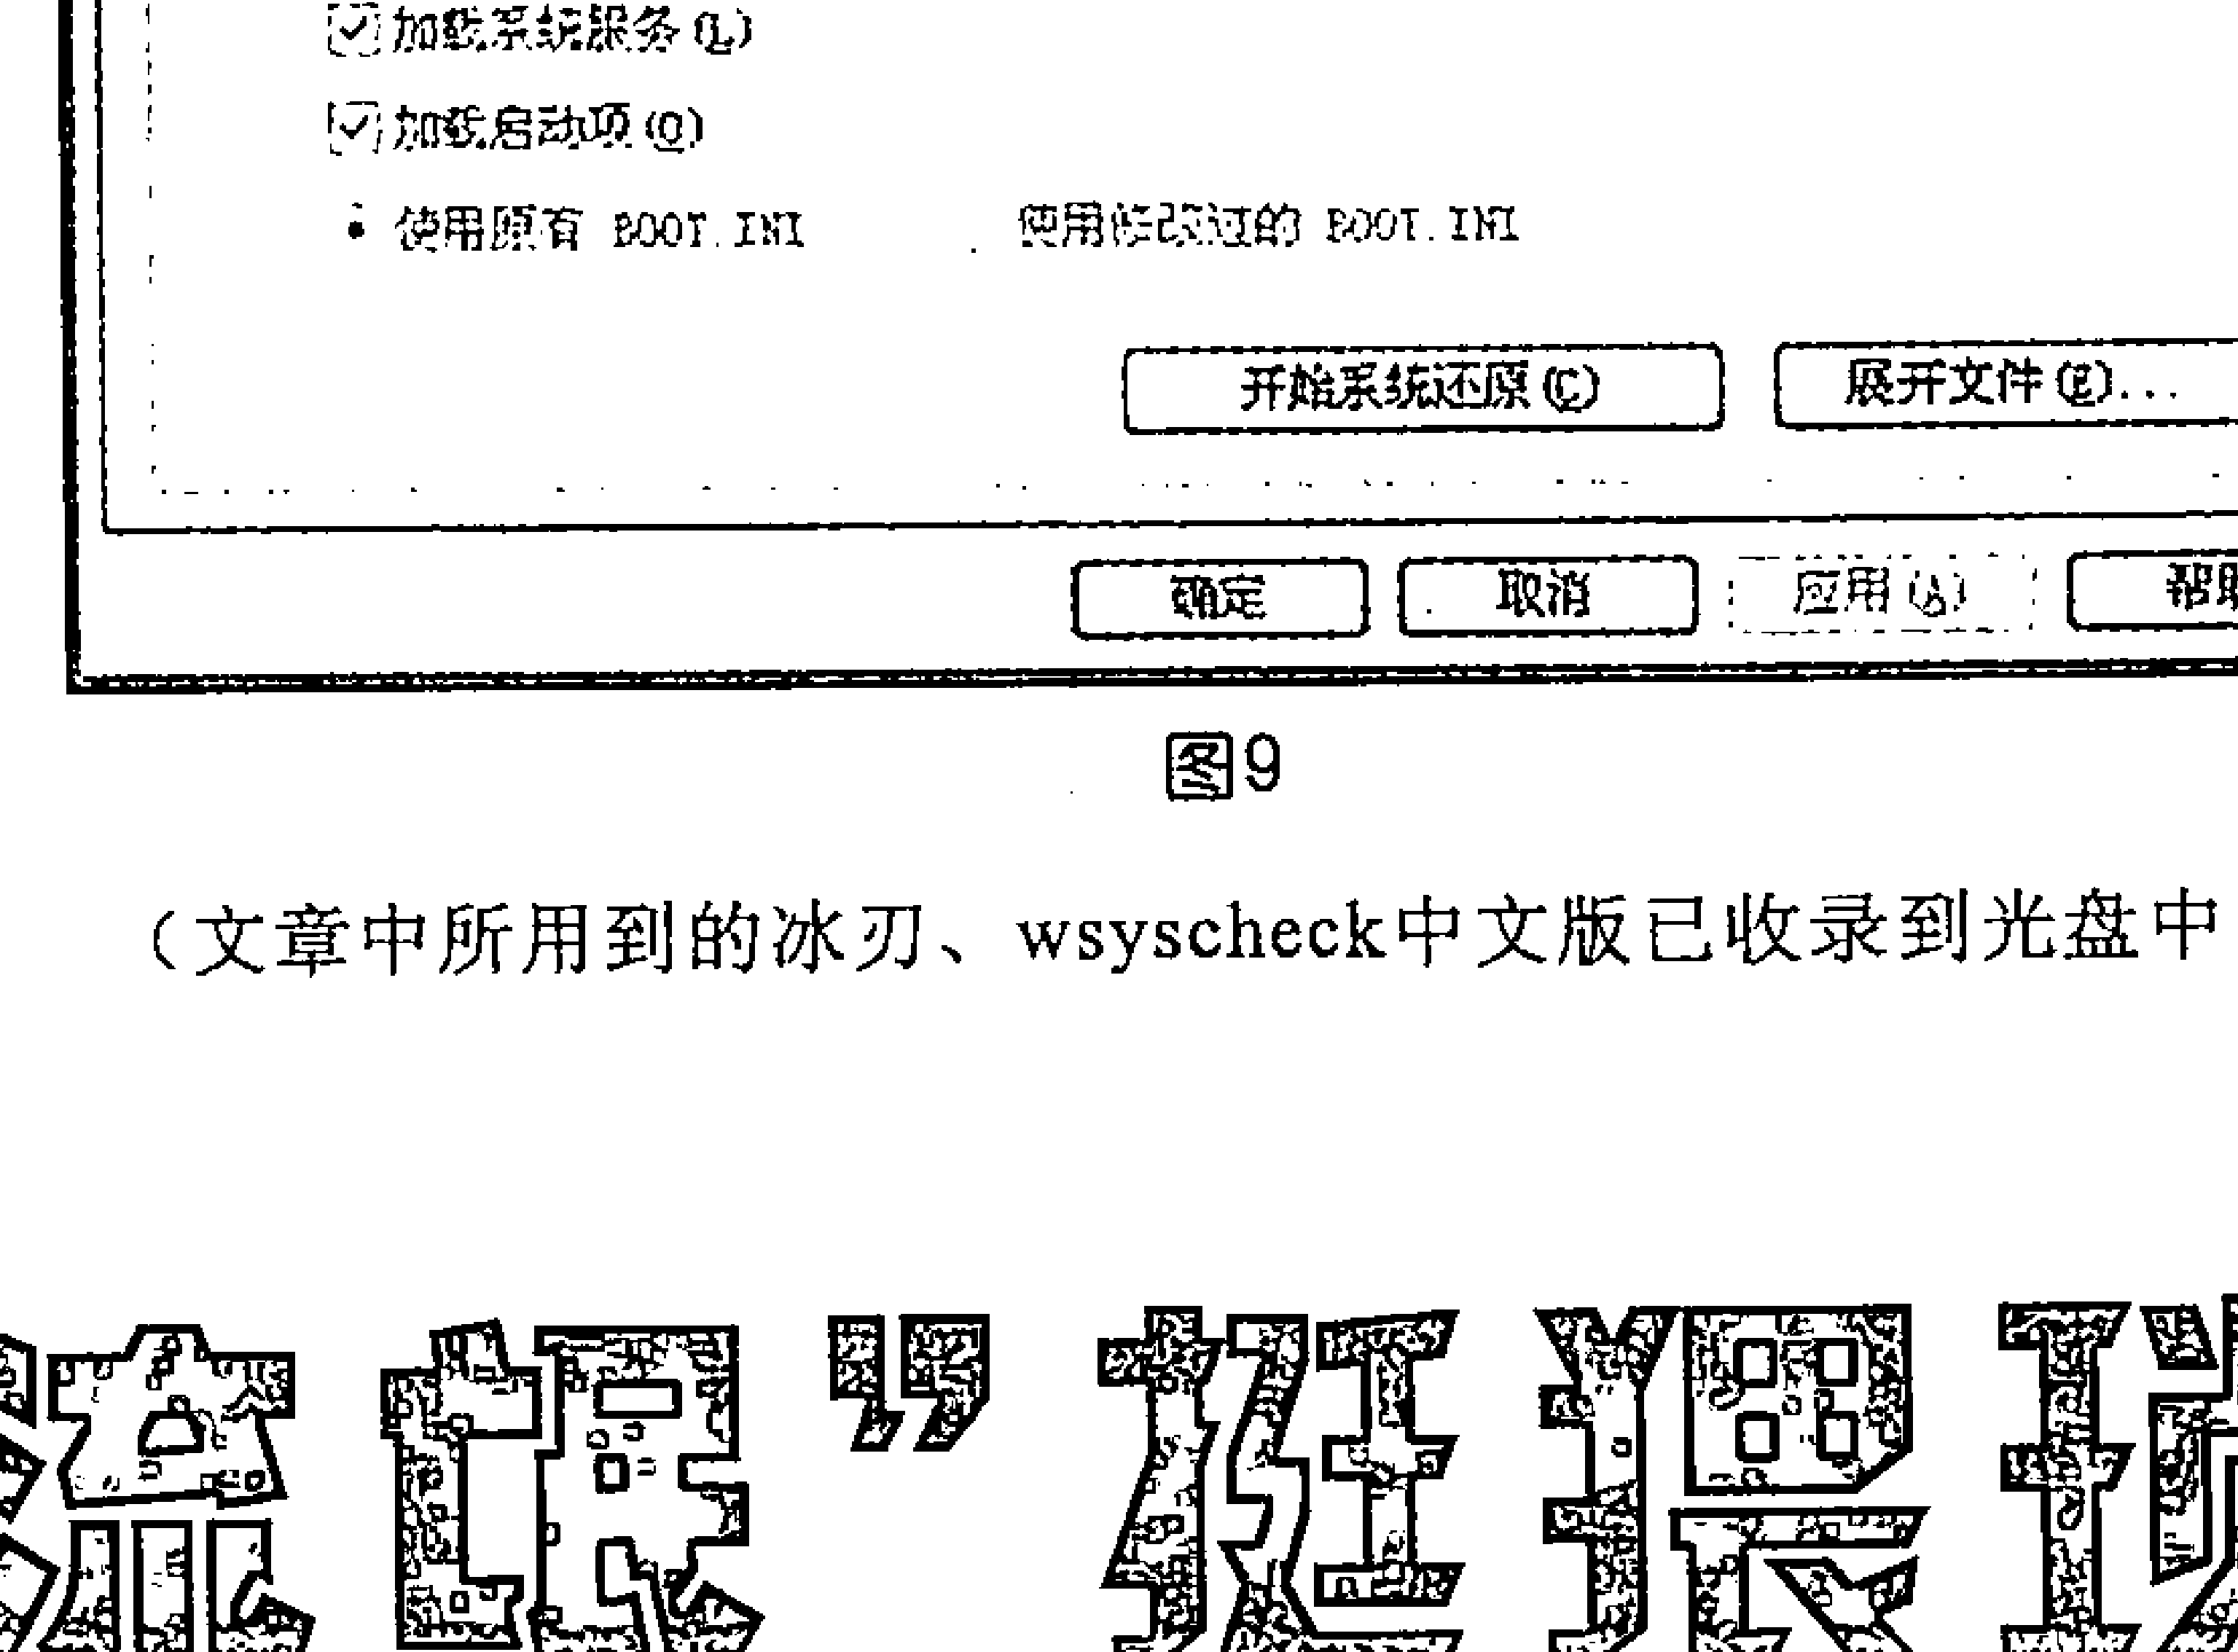 加载系统服务(L)
加载启动项(O)
使用原有 BOOT.INI 使用修改过的 BOOT.INI
开始系统还原(C) 展开文件(E)...
确定 取消 应用(A)
图9
（文章中所用到的冰刃、wsyscheck中文版已收录到光盘中
流氓”挺